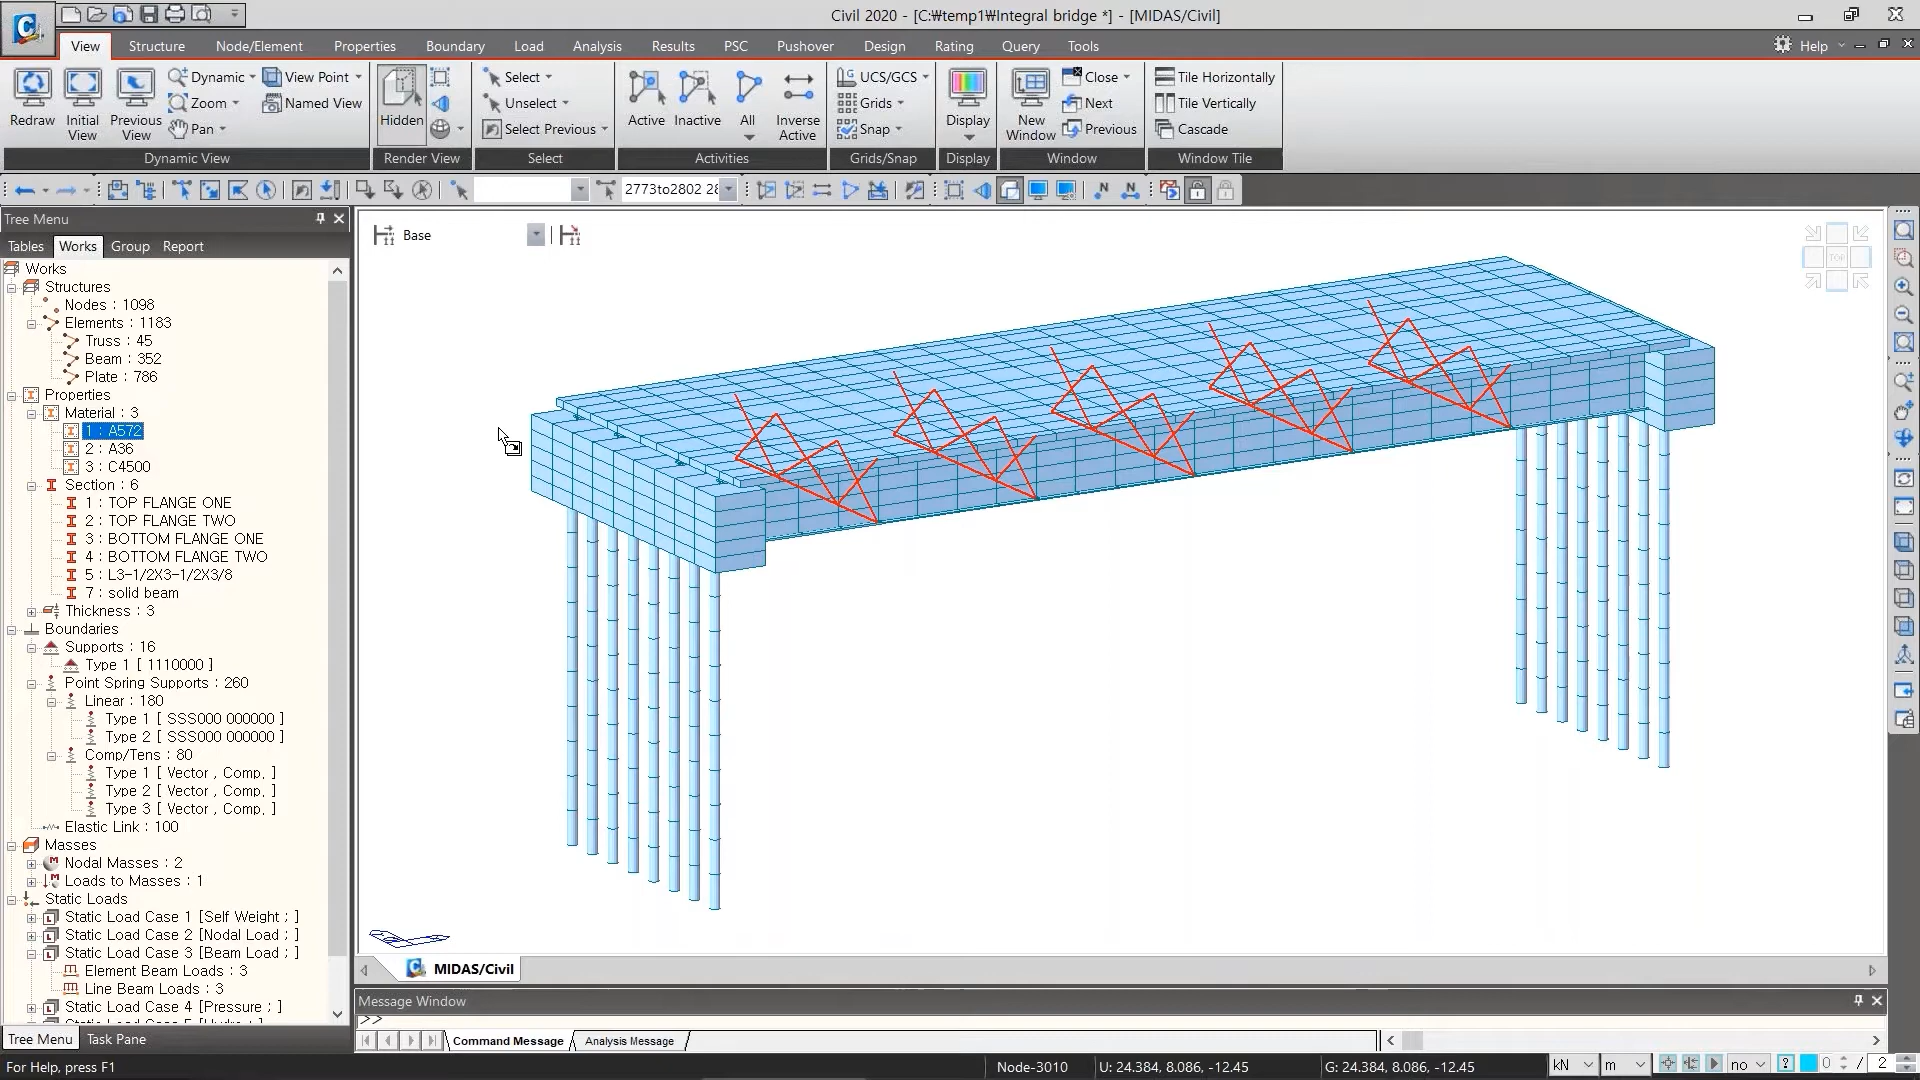 Civil 2020 - [C:₩temp1₩Integral bridge *] - [MIDAS/Civil]
View Structure Node/Element Properties Boundary Load Analysis Results PSC Pushover Design Rating Query Tools Help
Redraw
Initial View
Previous View
Dynamic
Zoom
Pan
View Point
Named View
Dynamic View
Hidden
Render View
Select
Unselect
Select Previous
Select
Active
Inactive
All
Inverse Active
Activities
UCS/GCS
Grids
Snap
Grids/Snap
Display
Display
New Window
Close
Next
Previous
Window
Tile Horizontally
Tile Vertically
Cascade
Window Tile
2773to2802 28
Tree Menu
Tables Works Group Report
Works
Structures
Nodes : 1098
Elements : 1183
Truss : 45
Beam : 352
Plate : 786
Properties
Material : 3
1 : A572
2 : A36
3 : C4500
Section : 6
1 : TOP FLANGE ONE
2 : TOP FLANGE TWO
3 : BOTTOM FLANGE ONE
4 : BOTTOM FLANGE TWO
5 : L3-1/2X3-1/2X3/8
7 : solid beam
Thickness : 3
Boundaries
Supports : 16
Type 1 [ 1110000 ]
Point Spring Supports : 260
Linear : 180
Type 1 [ SSS000 000000 ]
Type 2 [ SSS000 000000 ]
Comp/Tens : 80
Type 1 [ Vector , Comp. ]
Type 2 [ Vector , Comp. ]
Type 3 [ Vector , Comp. ]
Elastic Link : 100
Masses
Nodal Masses : 2
Loads to Masses : 1
Static Loads
Static Load Case 1 [Self Weight ; ]
Static Load Case 2 [Nodal Load ; ]
Static Load Case 3 [Beam Load ; ]
Element Beam Loads : 3
Line Beam Loads : 3
Static Load Case 4 [Pressure ; ]
Tree Menu Task Pane
Base
TOP
MIDAS/Civil
Message Window
>>
Command Message Analysis Message
For Help, press F1
Node-3010
U: 24.384, 8.086, -12.45
G: 24.384, 8.086, -12.45
kN
m
no
?
0 / 2